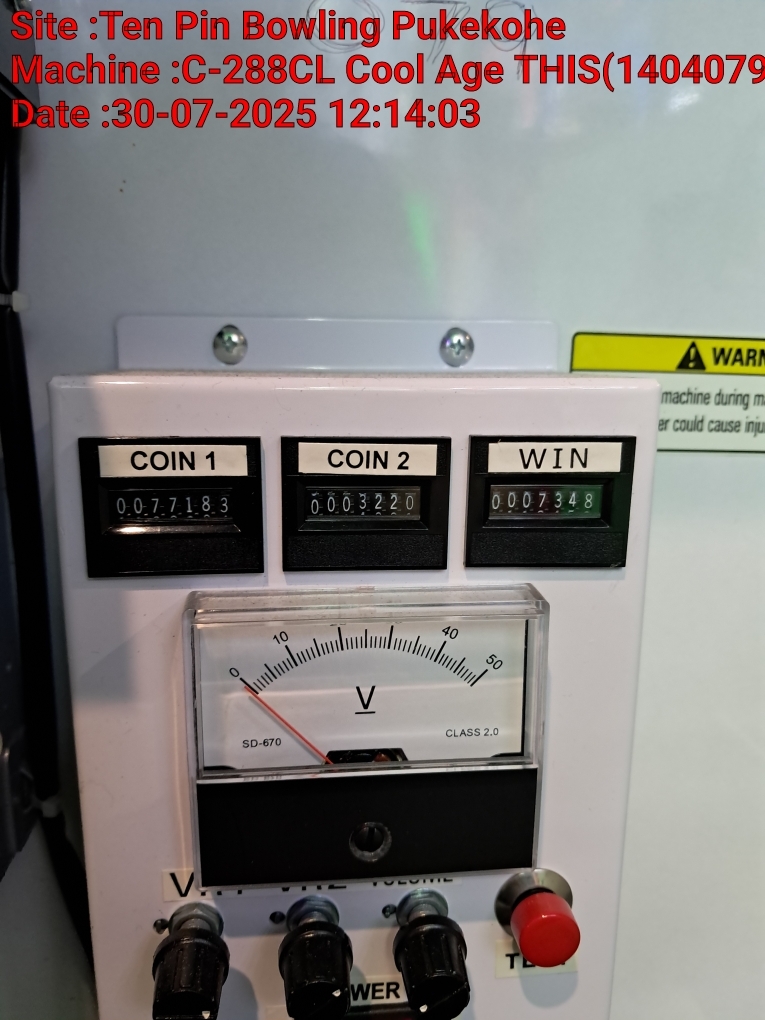 Site :Ten Pin Bowling Pukekohe
Machine :C-288CL Cool Age THIS(1404079
Date :30-07-2025 12:14:03
WARN
machine during ma
er could cause inju
COIN 1
COIN 2
WIN
0077183
0003220
0007348
0
10
40
50
V
SD-670
CLASS 2.0